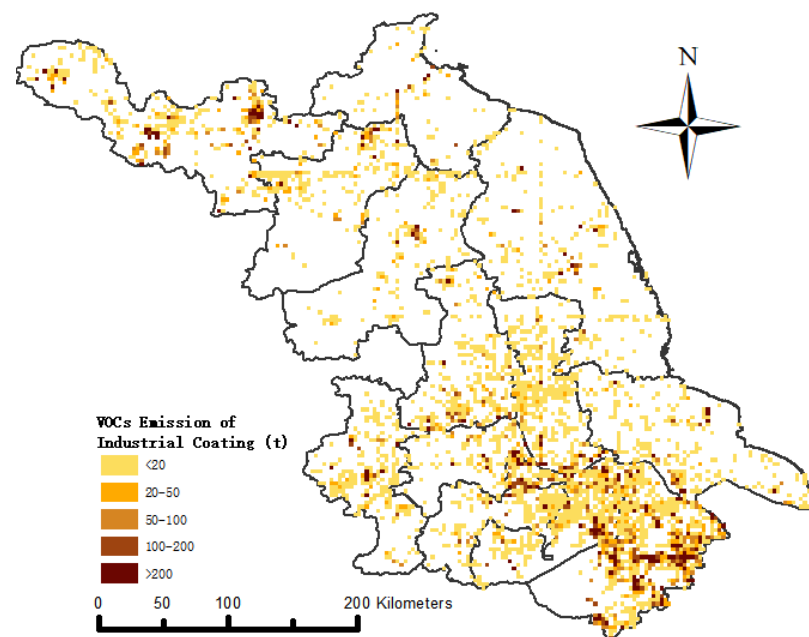 N
VOCs Emission of
Industrial Coating (t)
<20
20-50
50-100
100-200
>200
0 50 100 200 Kilometers